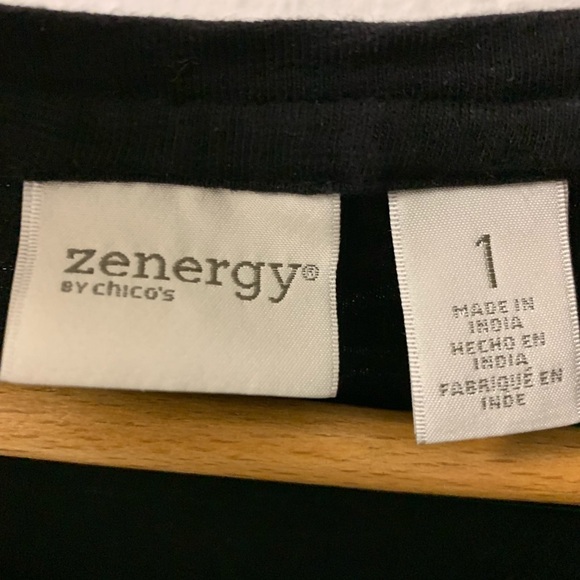 zenergy®
BY chico's
1
MADE IN
INDIA
HECHO EN
INDIA
FABRIQUÉ EN
INDE